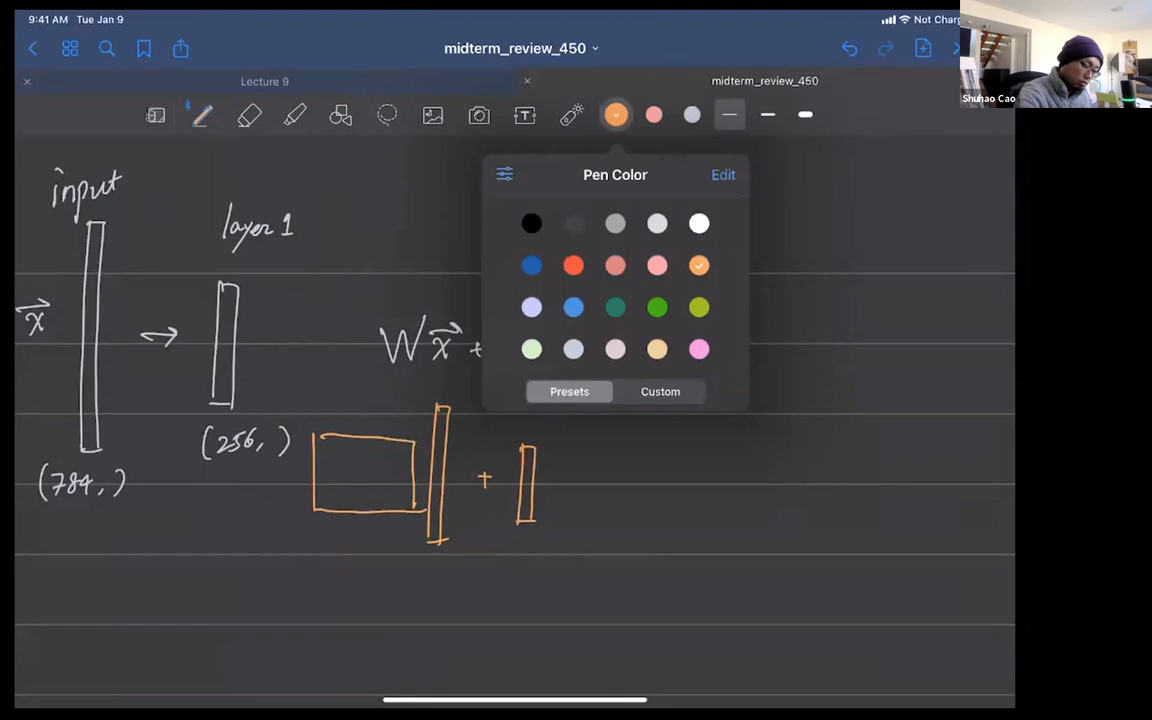 9:41 AM Tue Jan 9
Not Charg
midterm_review_450
Lecture 9
midterm_review_450
Shuhao Cao
Pen Color
Edit
Presets
Custom
input
layer 1
x
W x +
(256, )
(784, )
+